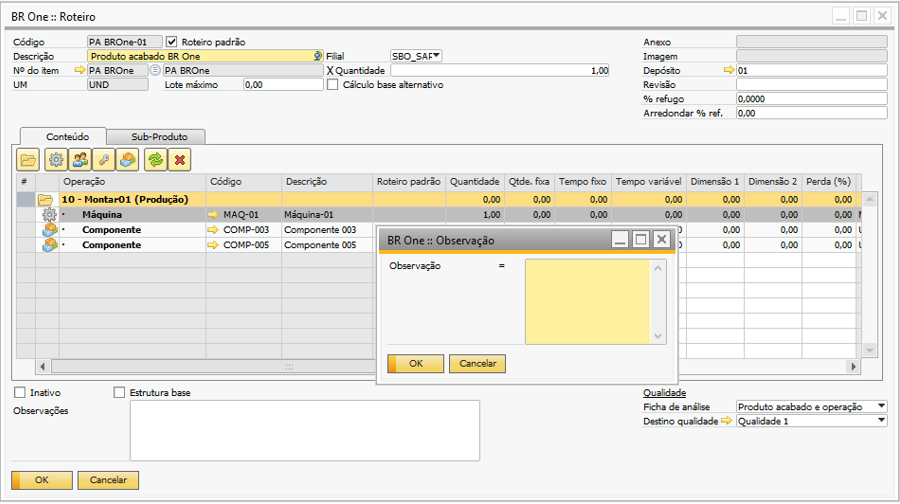 BR One :: Roteiro
Código PA BROne-01 Roteiro padrão
Descrição Produto acabado BR One Filial SBO_SAF
Nº do item PA BROne PA BROne X Quantidade 1,00
UM UND Lote máximo 0,00 Cálculo base alternativo
Anexo
Imagem
Depósito 01
Revisão
% refugo 0,0000
Arredondar % ref. 0,00
Conteúdo Sub-Produto
# Operação Código Descrição Roteiro padrão Quantidade Qtde. fixa Tempo fixo Tempo variável Dimensão 1 Dimensão 2 Perda (%)
10 - Montar01 (Produção) 0,00 0,00 0,00 0,00 0,00 0,00 0,00
Máquina MAQ-01 Máquina-01 1,00 0,00 0,00 0,00 0,00 0,00 0,00
Componente COMP-003 Componente 003 0,00 0,00 0,00 0,00
Componente COMP-005 Componente 005 0,00 0,00 0,00 0,00
BR One :: Observação
Observação =
OK Cancelar
Inativo Estrutura base
Observações
Qualidade
Ficha de análise Produto acabado e operação
Destino qualidade Qualidade 1
OK Cancelar